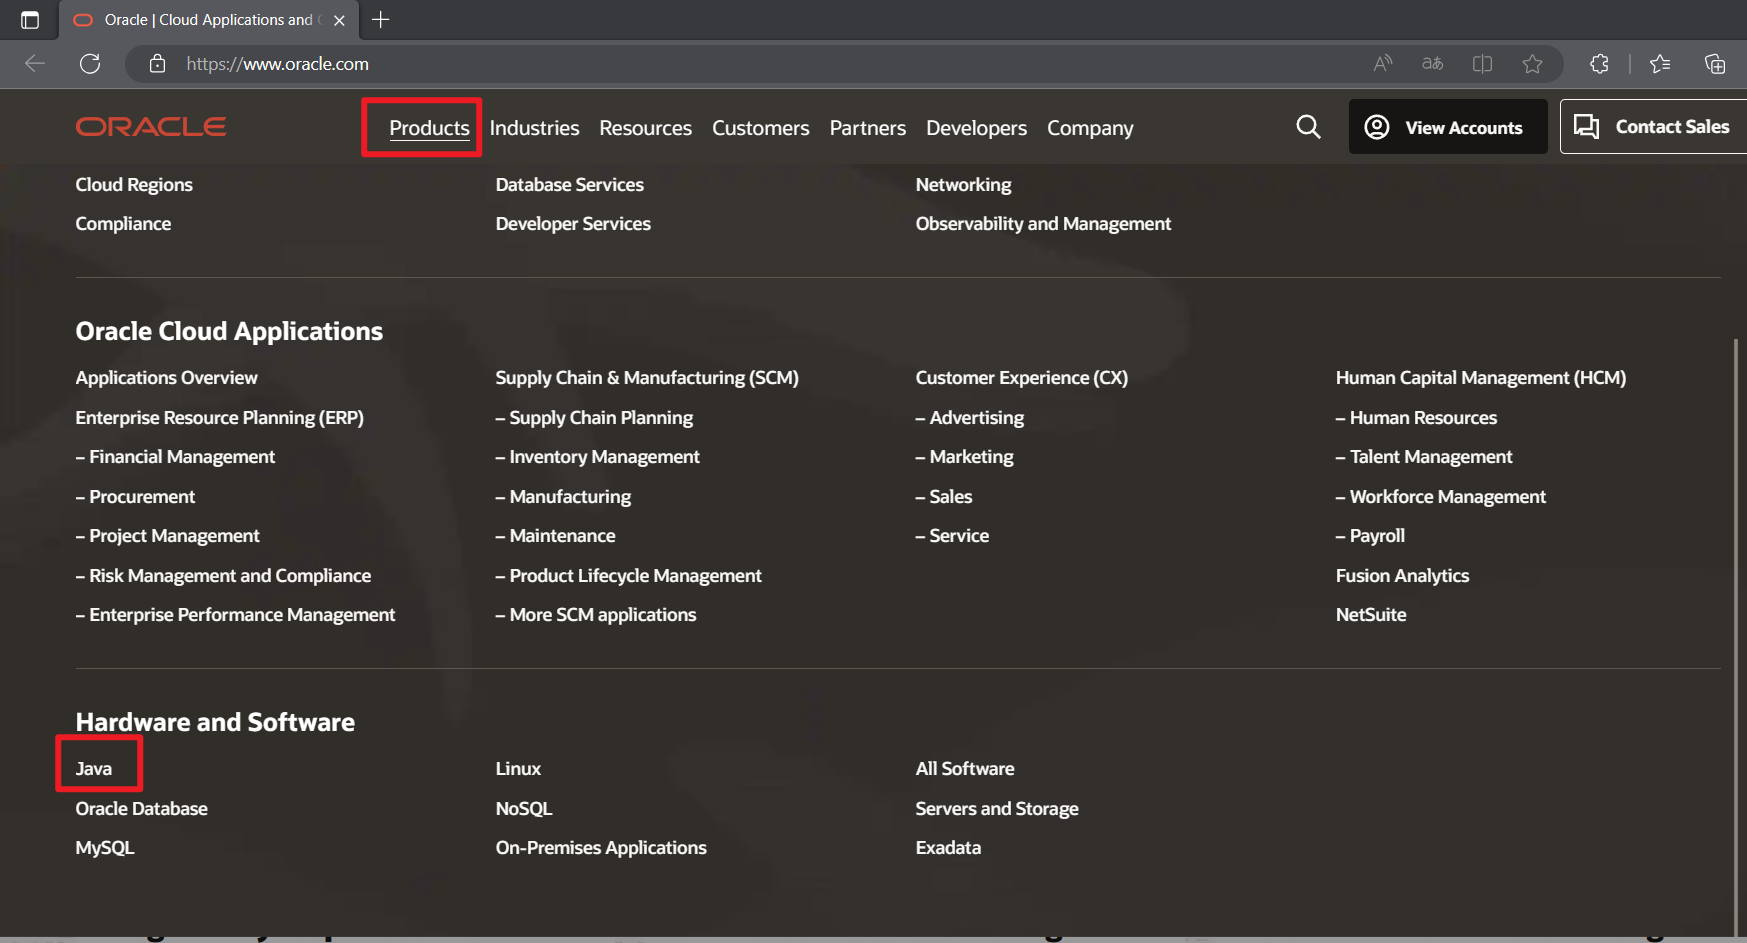 Oracle | Cloud Applications and
https://www.oracle.com
ORACLE
Products Industries Resources Customers Partners Developers Company
View Accounts
Contact Sales
Cloud Regions
Compliance
Database Services
Developer Services
Networking
Observability and Management
Oracle Cloud Applications
Applications Overview
Enterprise Resource Planning (ERP)
– Financial Management
– Procurement
– Project Management
– Risk Management and Compliance
– Enterprise Performance Management
Supply Chain & Manufacturing (SCM)
– Supply Chain Planning
– Inventory Management
– Manufacturing
– Maintenance
– Product Lifecycle Management
– More SCM applications
Customer Experience (CX)
– Advertising
– Marketing
– Sales
– Service
Human Capital Management (HCM)
– Human Resources
– Talent Management
– Workforce Management
– Payroll
Fusion Analytics
NetSuite
Hardware and Software
Java
Oracle Database
MySQL
Linux
NoSQL
On-Premises Applications
All Software
Servers and Storage
Exadata